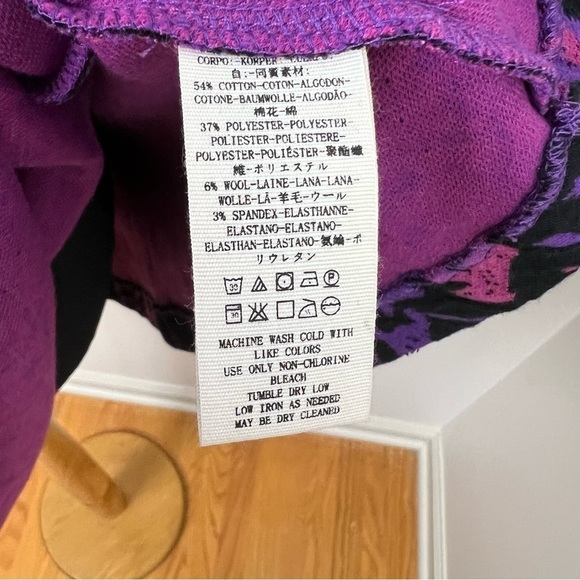 CORPO:-KÖRPER:
自:-同質素材:
54% COTTON-COTON-ALGODON-
COTONE-BAUMWOLLE-ALGODÃO-
棉花-綿
37% POLYESTER-POLYESTER-
POLIESTER-POLIESTERE-
POLYESTER-POLIÉSTER-聚酯纖
維-ポリエステル
6% WOOL-LAINE-LANA-LANA-
WOLLE-LÃ-羊毛-ウール
3% SPANDEX-ELASTHANNE-
ELASTANO-ELASTANO-
ELASTHAN-ELASTANO-氨綸-ポ
リウレタン
30 P
30
MACHINE WASH COLD WITH
LIKE COLORS
USE ONLY NON-CHLORINE
BLEACH
TUMBLE DRY LOW
LOW IRON AS NEEDED
MAY BE DRY CLEANED